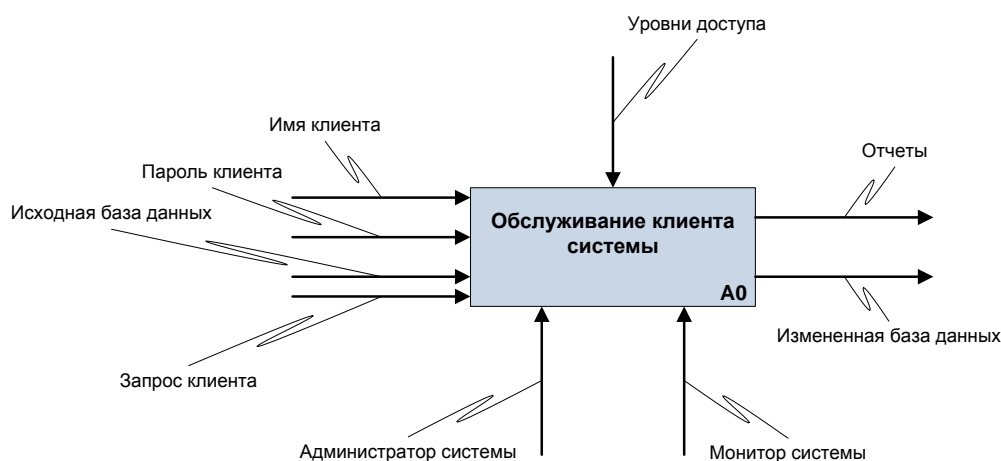 Уровни доступа
Имя клиента
Отчеты
Пароль клиента
Исходная база данных
Обслуживание клиента
системы
A0
Измененная база данных
Запрос клиента
Администратор системы
Монитор системы